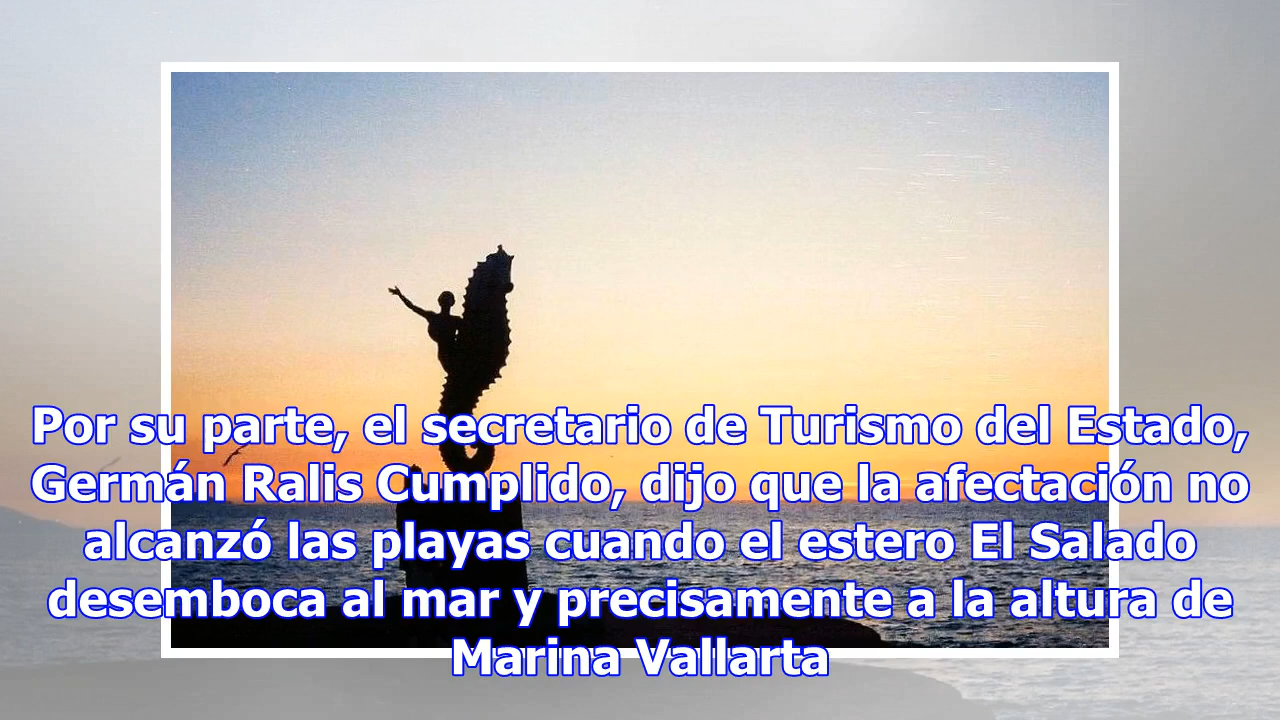 Por su parte, el secretario de Turismo del Estado,
Germán Ralis Cumplido, dijo que la afectación no
alcanzó las playas cuando el estero El Salado
desemboca al mar y precisamente a la altura de
Marina Vallarta